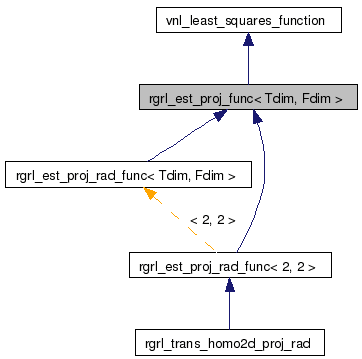 vnl_least_squares_function
rgrl_est_proj_func< Tdim, Fdim >
rgrl_est_proj_rad_func< Tdim, Fdim >
< 2, 2 >
rgrl_est_proj_rad_func< 2, 2 >
rgrl_trans_homo2d_proj_rad